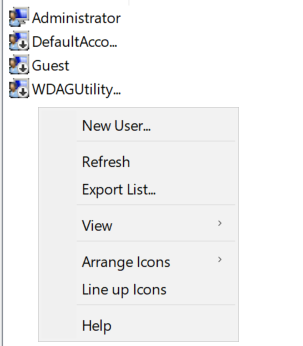 Administrator
DefaultAcco...
Guest
WDAGUtility...
New User...
Refresh
Export List...
View
Arrange Icons
Line up Icons
Help